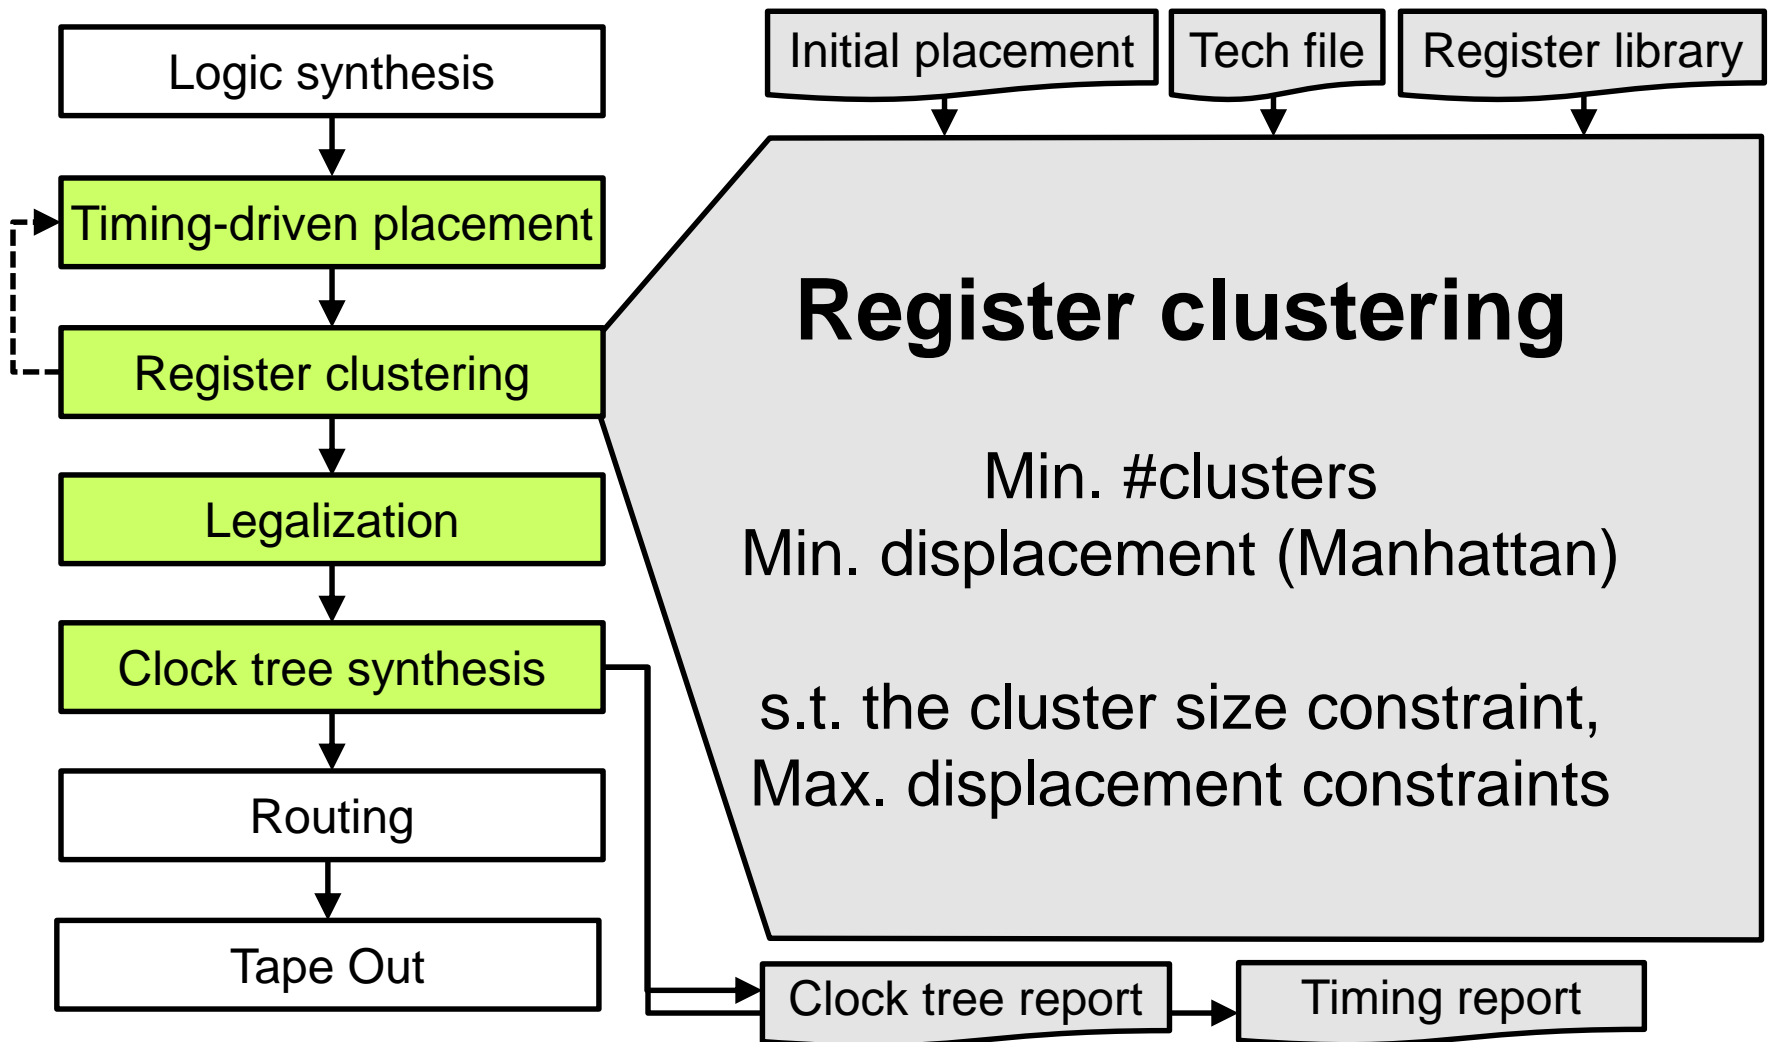 Logic synthesis
Timing-driven placement
Register clustering
Legalization
Clock tree synthesis
Routing
Tape Out
Initial placement
Tech file
Register library
Register clustering
Min. #clusters
Min. displacement (Manhattan)
s.t. the cluster size constraint,
Max. displacement constraints
Clock tree report
Timing report